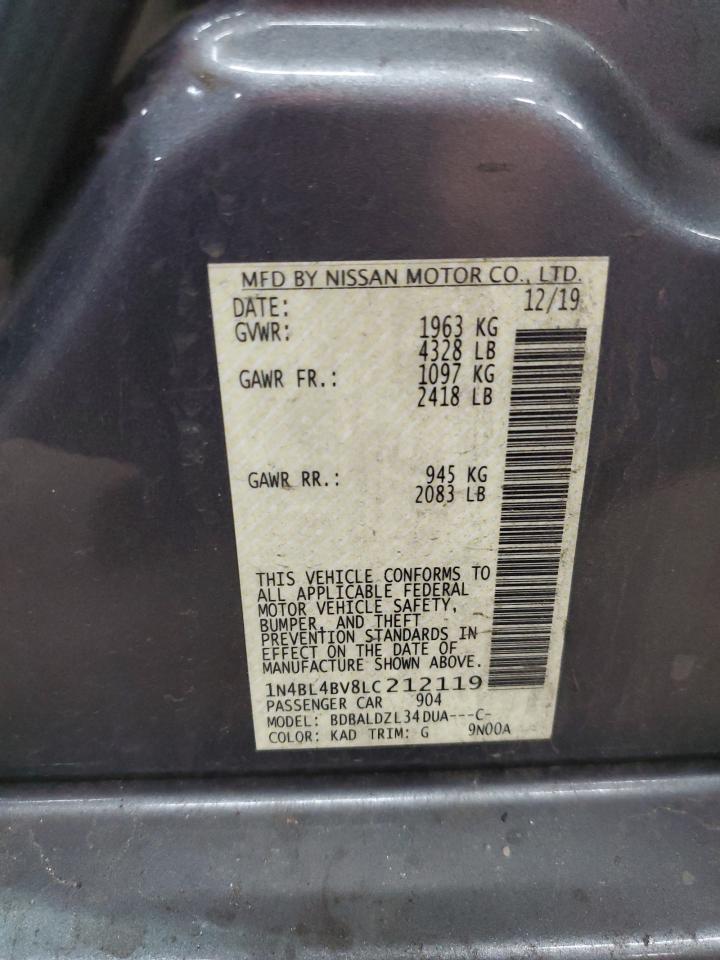 MFD BY NISSAN MOTOR CO., LTD.
DATE: 12/19
GVWR: 1963 KG
4328 LB
GAWR FR.: 1097 KG
2418 LB
GAWR RR.: 945 KG
2083 LB
THIS VEHICLE CONFORMS TO
ALL APPLICABLE FEDERAL
MOTOR VEHICLE SAFETY,
BUMPER, AND THEFT
PREVENTION STANDARDS IN
EFFECT ON THE DATE OF
MANUFACTURE SHOWN ABOVE.
1N4BL4BV8LC212119
PASSENGER CAR 904
MODEL: BDBALDZL34DUA---C-
COLOR: KAD TRIM: G 9N00A